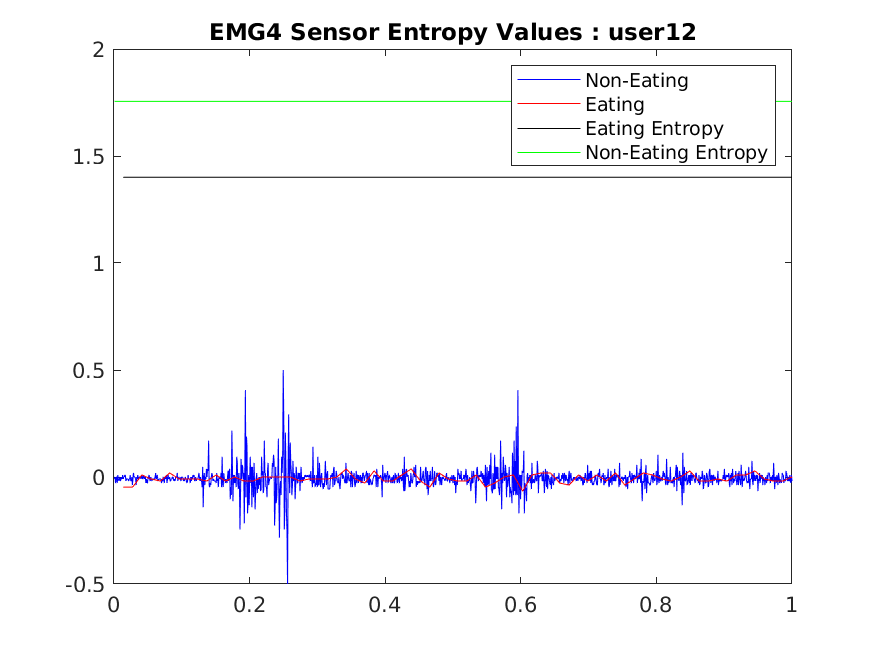 EMG4 Sensor Entropy Values : user12
2
1.5
1
0.5
0
-0.5
0
0.2
0.4
0.6
0.8
1
Non-Eating
Eating
Eating Entropy
Non-Eating Entropy